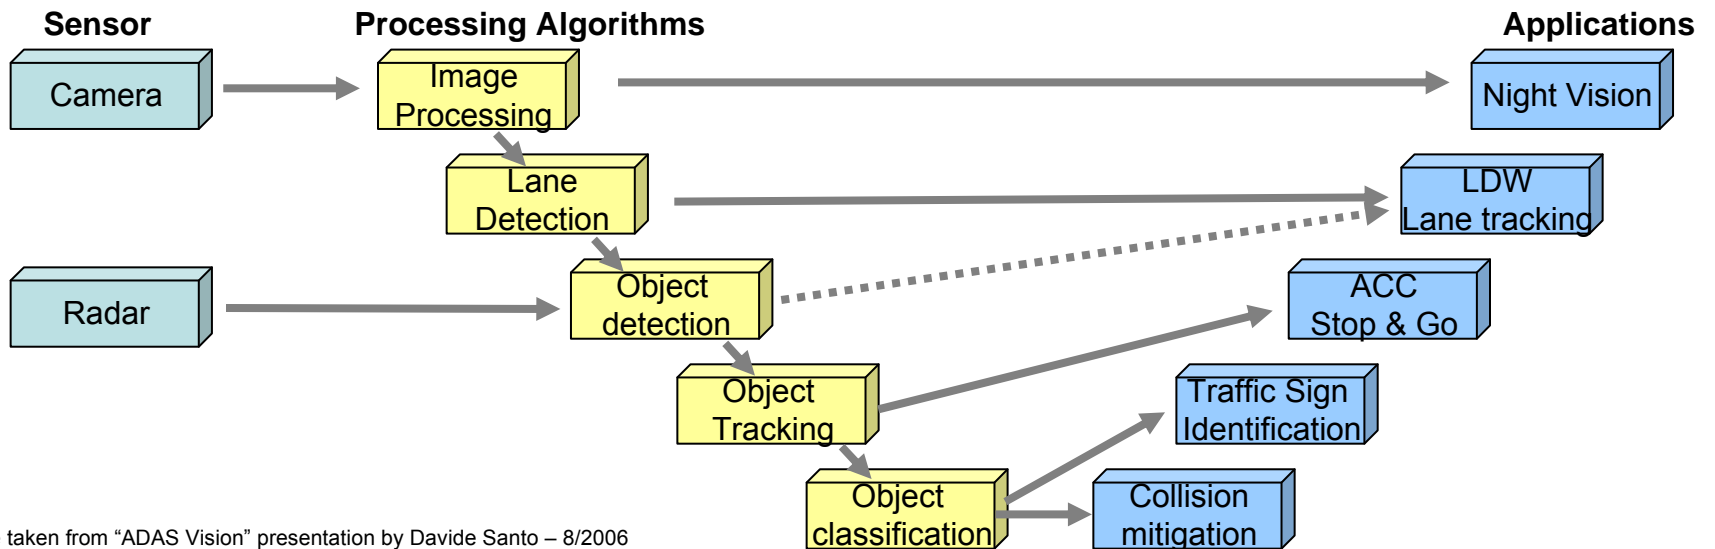 Sensor
Processing Algorithms
Applications
Camera
Image
Processing
Night Vision
Lane
Detection
LDW
Lane tracking
Radar
Object
detection
ACC
Stop & Go
Object
Tracking
Traffic Sign
Identification
Object
classification
Collision
mitigation
taken from “ADAS Vision” presentation by Davide Santo – 8/2006